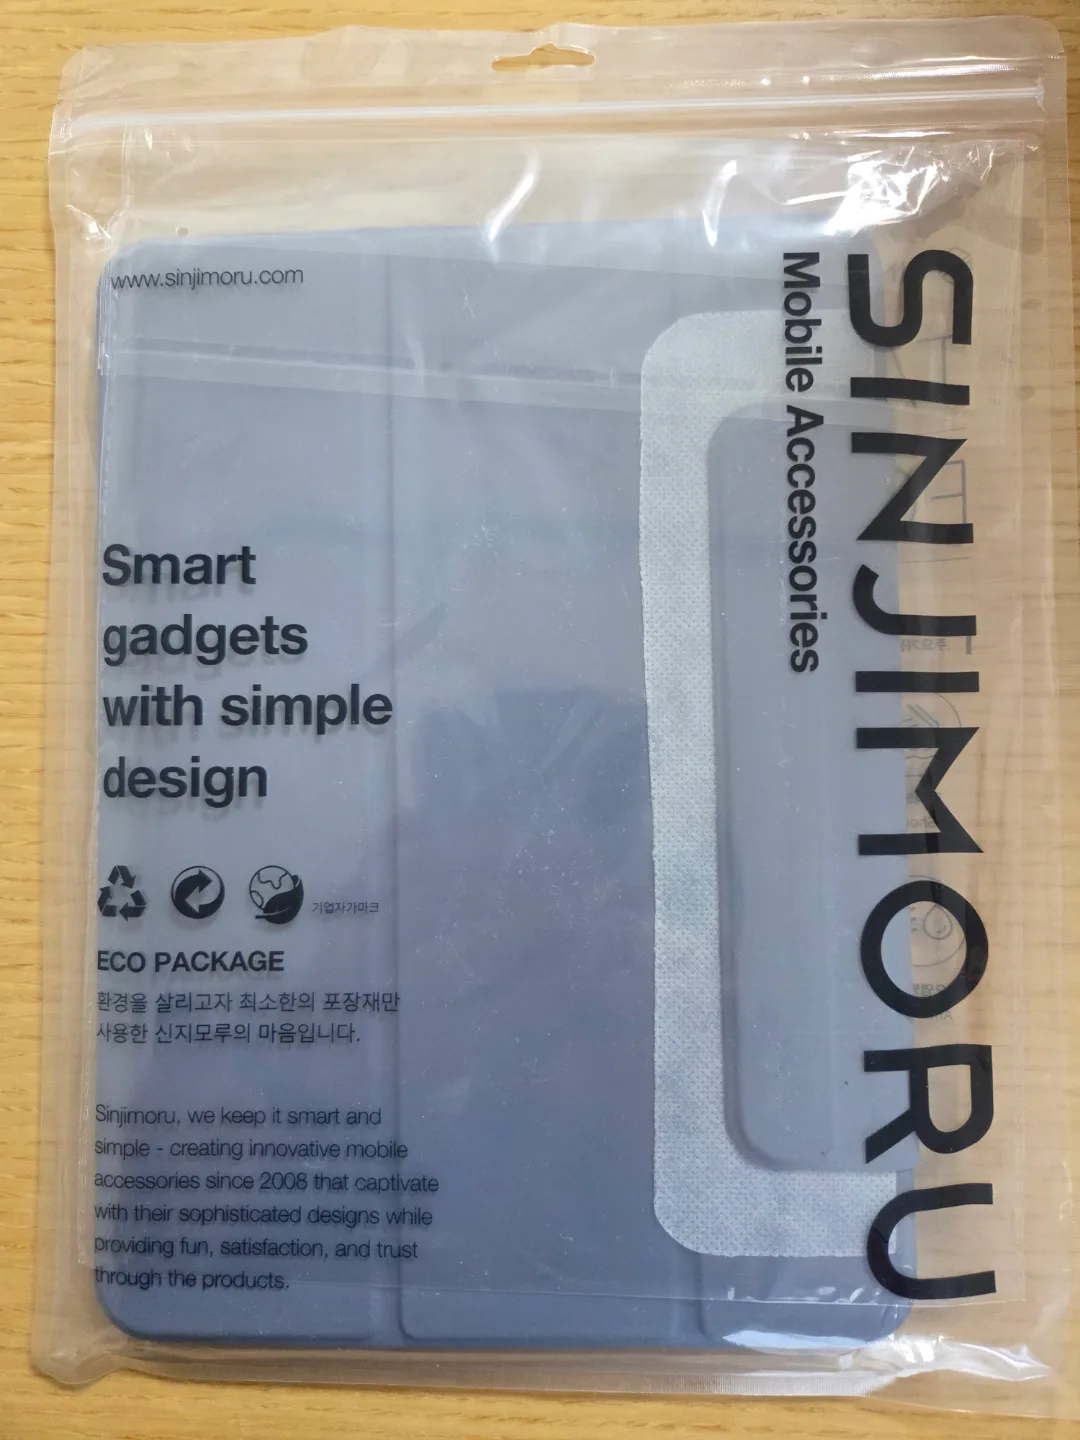 www.sinjimoru.com
SINJIMORU
Mobile Accessories
Smart
gadgets
with simple
design
기업자가마크
ECO PACKAGE
환경을 살리고자 최소한의 포장재만
사용한 신지모루의 마음입니다.
Sinjimoru, we keep it smart and
simple - creating innovative mobile
accessories since 2008 that captivate
with their sophisticated designs while
providing fun, satisfaction, and trust
through the products.